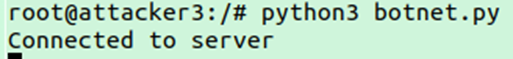 root@attacker3:/# python3 botnet.py
Connected to server